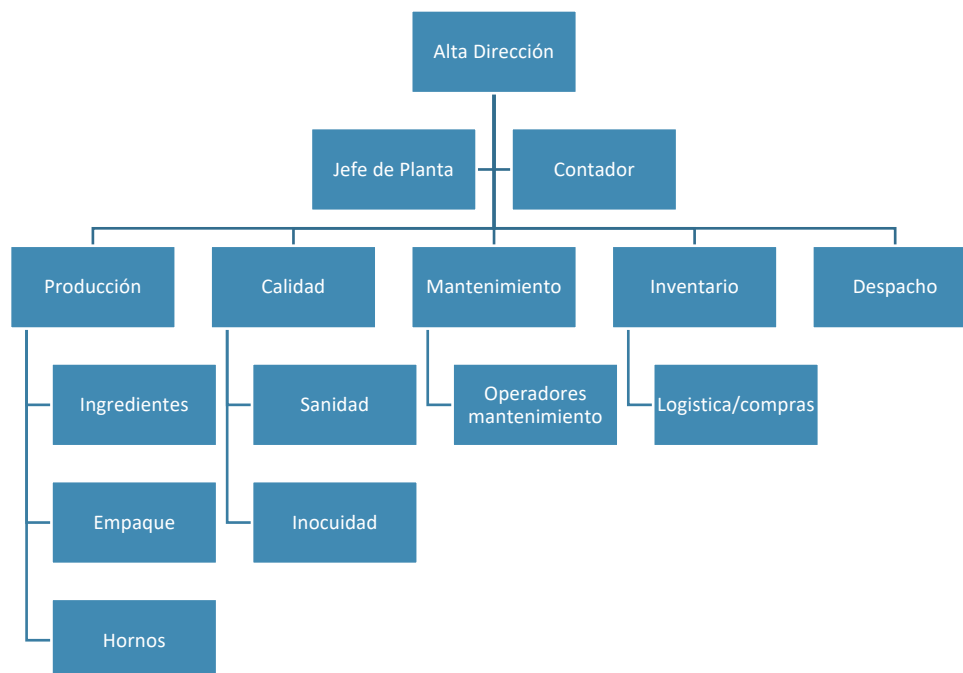 Alta Dirección
Jefe de Planta
Contador
Producción
Calidad
Mantenimiento
Inventario
Despacho
Ingredientes
Sanidad
Operadores
mantenimiento
Logistica/compras
Empaque
Inocuidad
Hornos